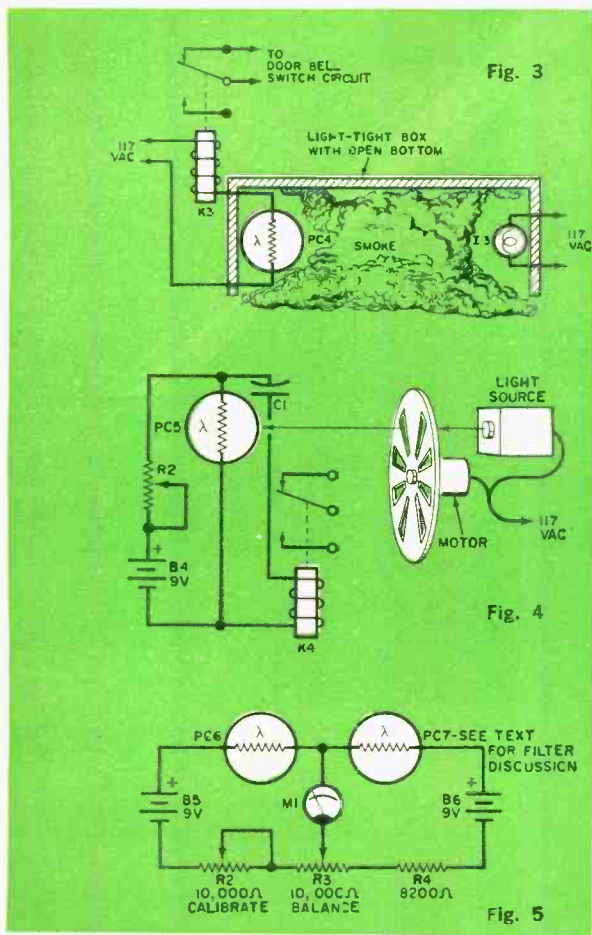 Fig. 3
TO
DOOR BELL
SWITCH CIRCUIT
LIGHT-TIGHT BOX
WITH OPEN BOTTOM
117
VAC
K3
λ
PC4
SMOKE
I3
117
VAC
LIGHT
SOURCE
C1
PC5
λ
R2
+
B4
9V
MOTOR
117
VAC
K4
Fig. 4
PC6
λ
λ
PC7-SEE TEXT
FOR FILTER
DISCUSSION
+
B5
9V
M1
+
B6
9V
R2
10,000Ω
CALIBRATE
R3
10,000Ω
BALANCE
R4
8200Ω
Fig. 5